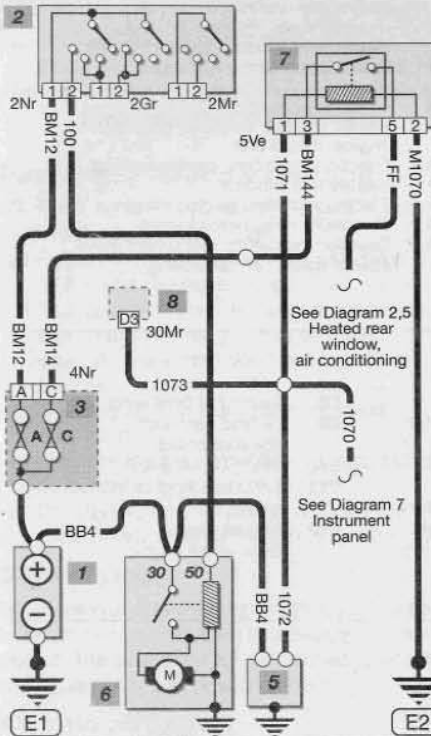 2
7
1 2
1 2
2Nr
2Gr
2Mr
1 3
5 2
5Ve
BM12
100
1071
BM144
FF
M1070
8
D3
30Mr
See Diagram 2,5
Heated rear
window,
air conditioning
BM12
BM14
4Nr
A C
3
A C
1073
1070
See Diagram 7
Instrument
panel
BB4
1
30 50
BB4
1072
M
6
5
E1
E2